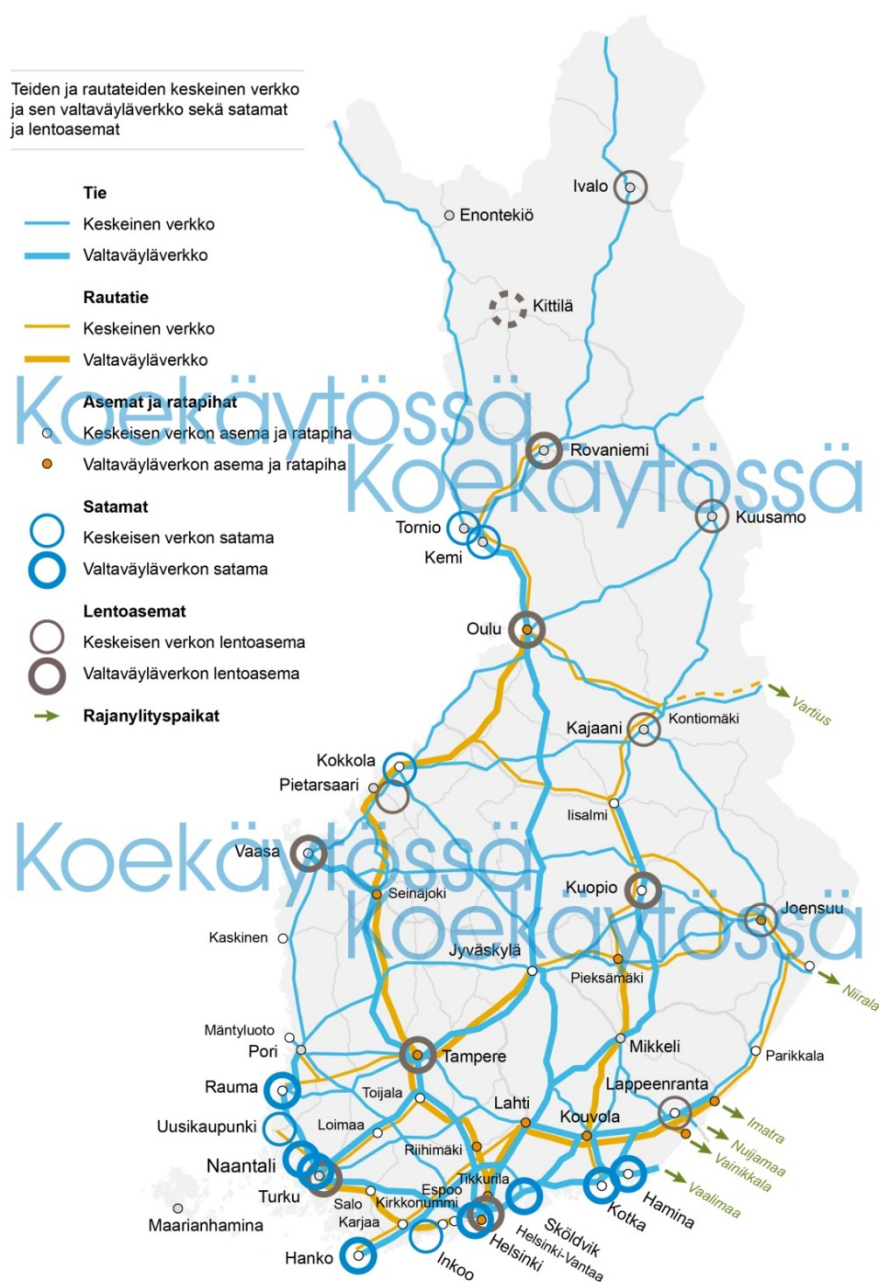 Teiden ja rautateiden keskeinen verkko
ja sen valtaväyläverkko sekä satamat
ja lentoasemat
Tie
Keskeinen verkko
Valtaväyläverkko
Rautatie
Keskeinen verkko
Valtaväyläverkko
Asemat ja ratapihat
Keskeisen verkon asema ja ratapiha
Valtaväyläverkon asema ja ratapiha
Satamat
Keskeisen verkon satama
Valtaväyläverkon satama
Lentoasemat
Keskeisen verkon lentoasema
Valtaväyläverkon lentoasema
Rajanylityspaikat
Koekäytössä
Koekäytössä
Koekäytössä
Koekäytössä
Ivalo
Enontekiö
Kittilä
Rovaniemi
Tornio
Kuusamo
Kemi
Oulu
Vartius
Kajaani
Kontiomäki
Kokkola
Pietarsaari
Iisalmi
Vaasa
Seinäjoki
Kuopio
Joensuu
Kaskinen
Jyväskylä
Pieksämäki
Niirala
Mäntyluoto
Pori
Tampere
Mikkeli
Parikkala
Rauma
Toijala
Lahti
Lappeenranta
Kouvola
Imatra
Uusikaupunki
Loimaa
Riihimäki
Nuijamaa
Vainikkala
Naantali
Tikkurila
Turku
Salo
Espoo
Kirkkonummi
Karjaa
Vaalimaa
Hamina
Kotka
Sköldvik
Helsinki-Vantaa
Helsinki
Maarianhamina
Hanko
Inkoo